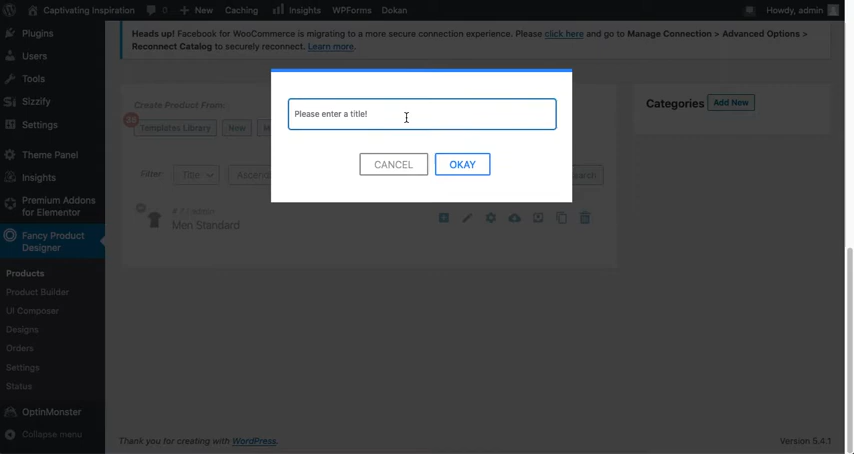 Captivating Inspiration 0 New Caching Insights WPForms Dokan Howdy, admin
Heads up! Facebook for WooCommerce is migrating to a more secure connection experience. Please click here and go to Manage Connection > Advanced Options >
Reconnect Catalog to securely reconnect. Learn more.
Plugins
Users
Tools
Sizzify
Settings
Theme Panel
Insights
Premium Addons
for Elementor
Fancy Product
Designer
Products
Product Builder
UI Composer
Designs
Orders
Settings
Status
OptinMonster
Collapse menu
Create Product From:
Templates Library New
Filter: Title Ascen Search
# 1 | admin
Men Standard
Please enter a title!
CANCEL OKAY
Categories Add New
Thank you for creating with WordPress.
Version 5.4.1